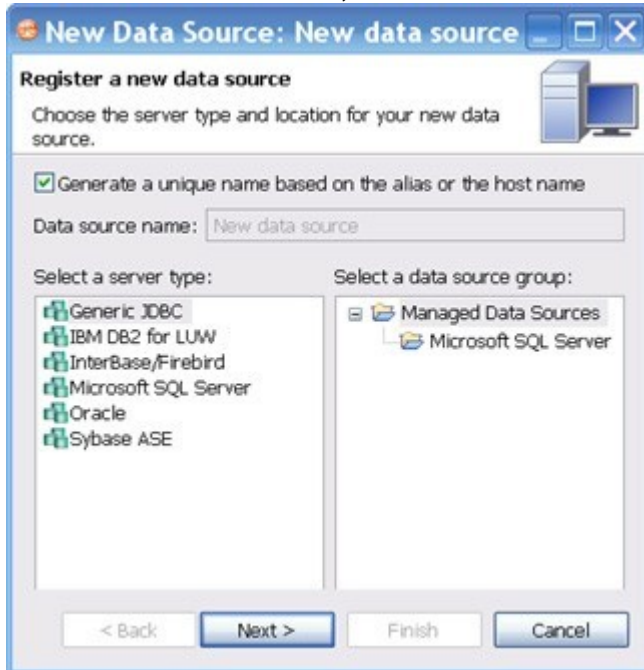 New Data Source: New data source
Register a new data source
Choose the server type and location for your new data
source.
Generate a unique name based on the alias or the host name
Data source name: New data source
Select a server type:
Select a data source group:
Generic JDBC
IBM DB2 for LUW
InterBase/Firebird
Microsoft SQL Server
Oracle
Sybase ASE
Managed Data Sources
Microsoft SQL Server
< Back Next > Finish Cancel